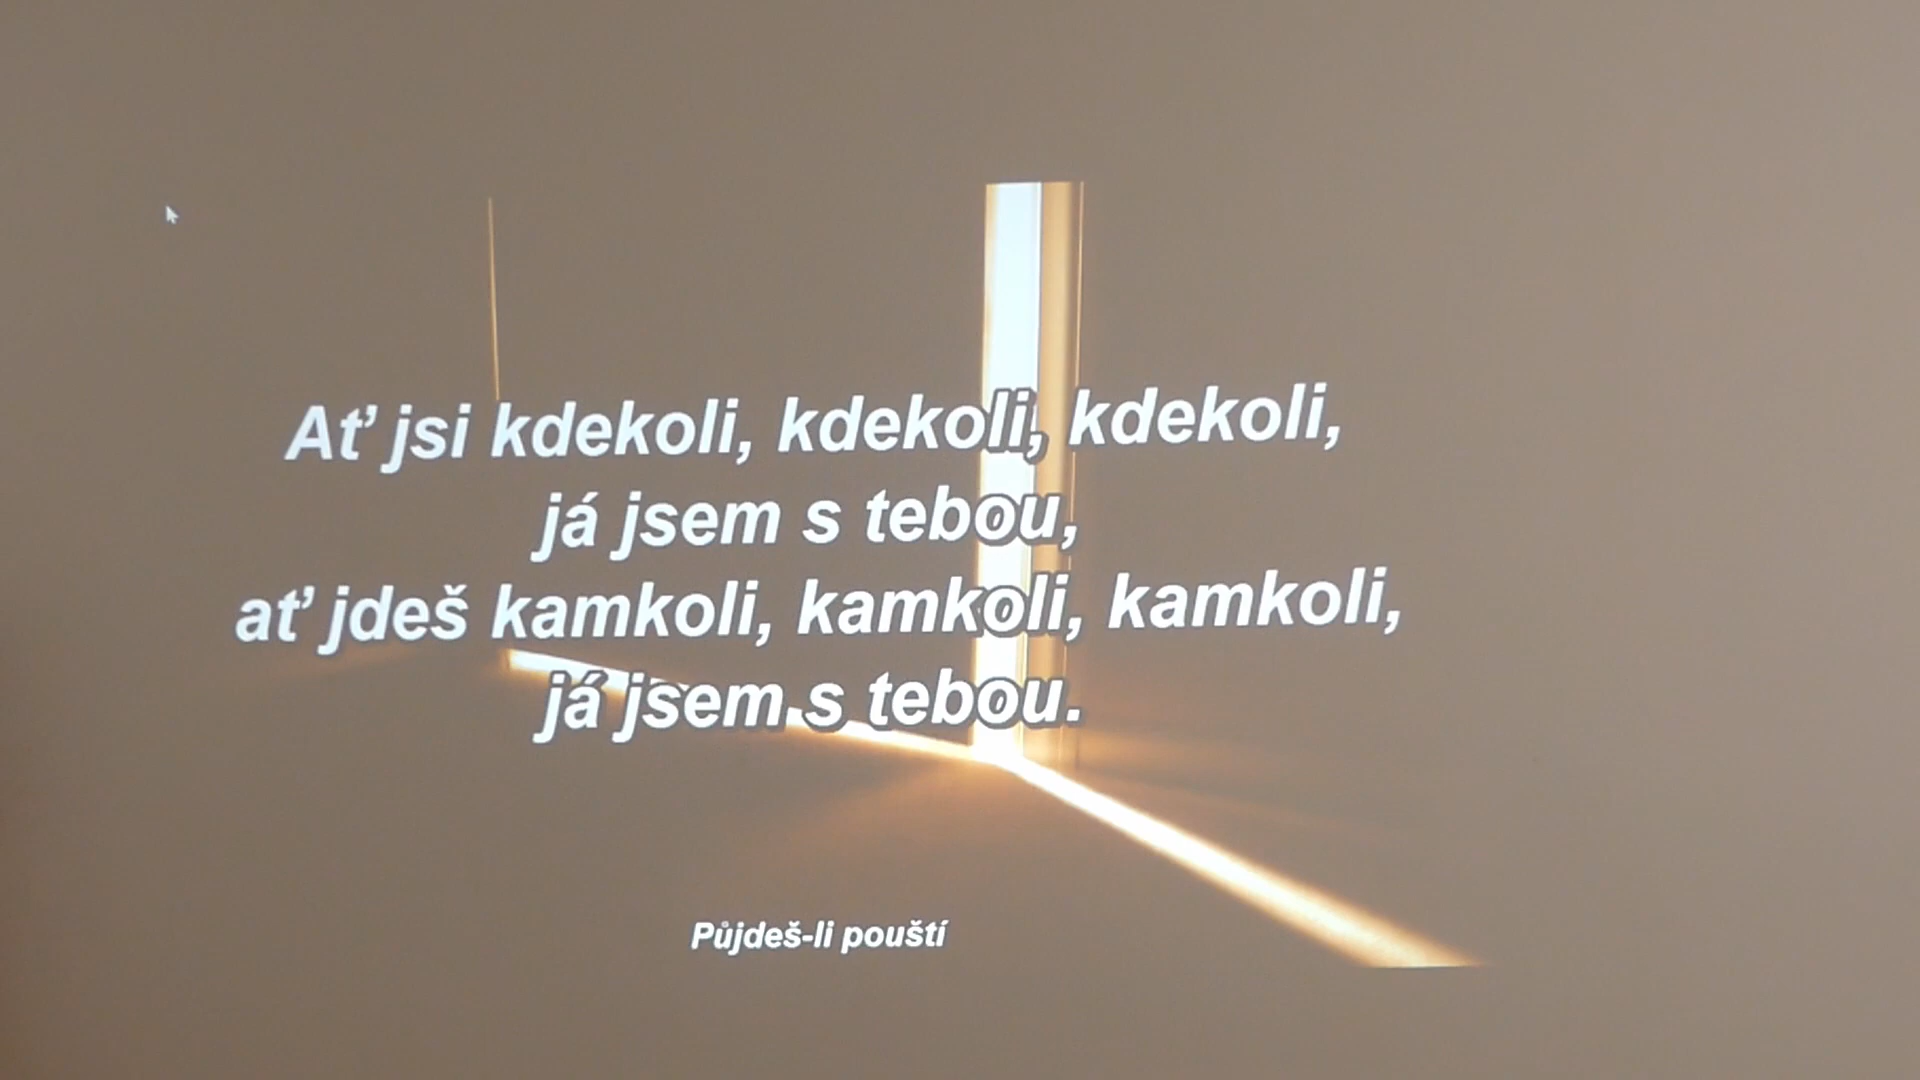 Ať jsi kdekoli, kdekoli, kdekoli,
já jsem s tebou,
ať jdeš kamkoli, kamkoli, kamkoli,
já jsem s tebou.
Půjdeš-li pouští